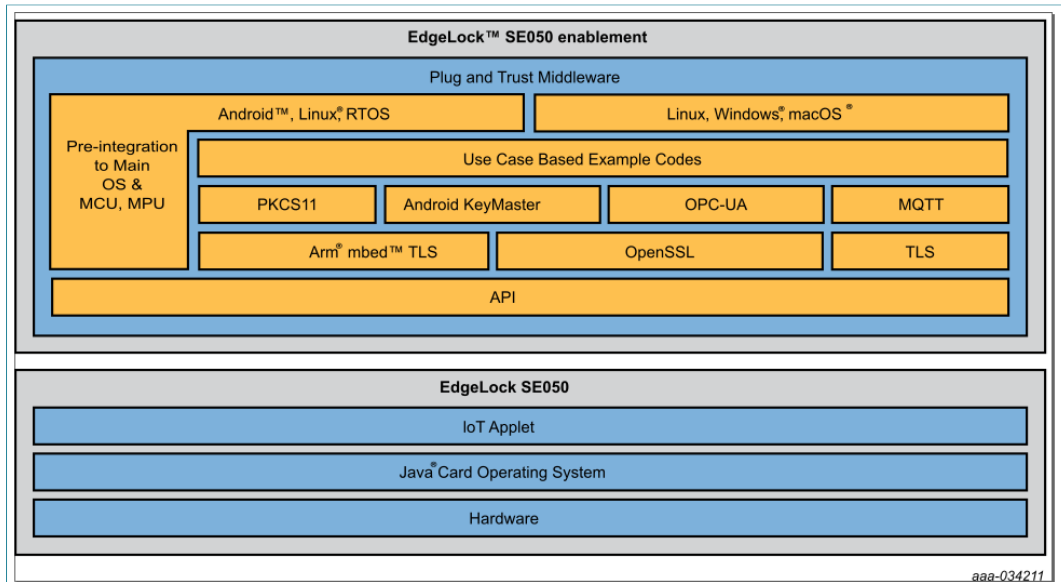 EdgeLock™ SE050 enablement
Plug and Trust Middleware
Android™, Linux®, RTOS
Linux, Windows®, macOS ®
Pre-integration
to Main
OS &
MCU, MPU
Use Case Based Example Codes
PKCS11
Android KeyMaster
OPC-UA
MQTT
Arm® mbed™ TLS
OpenSSL
TLS
API
EdgeLock SE050
IoT Applet
Java® Card Operating System
Hardware
aaa-034211